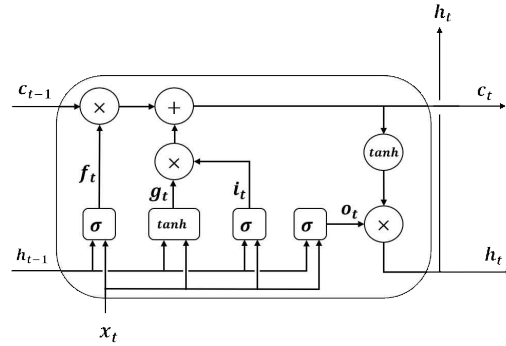 h_t
c_{t-1}
×
+
c_t
tanh
f_t
×
g_t
i_t
o_t
σ
tanh
σ
σ
×
h_{t-1}
h_t
x_t